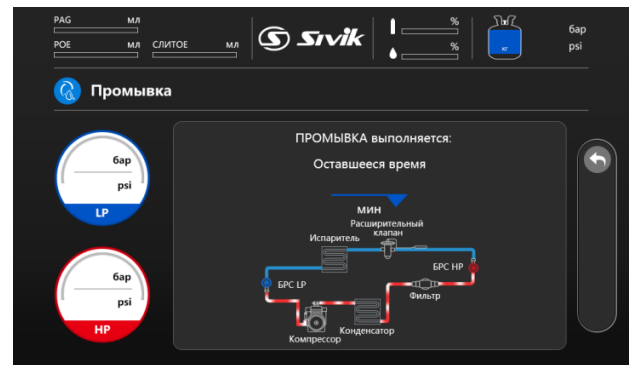 PAG МЛ
POE МЛ СЛИТОЕ МЛ
Sivik
%
%
КГ
бар
psi
Промывка
бар
psi
LP
бар
psi
HP
ПРОМЫВКА выполняется:
Оставшееся время
МИН
Расширительный
клапан
Испаритель
БРС HP
БРС LP
Фильтр
Конденсатор
Компрессор